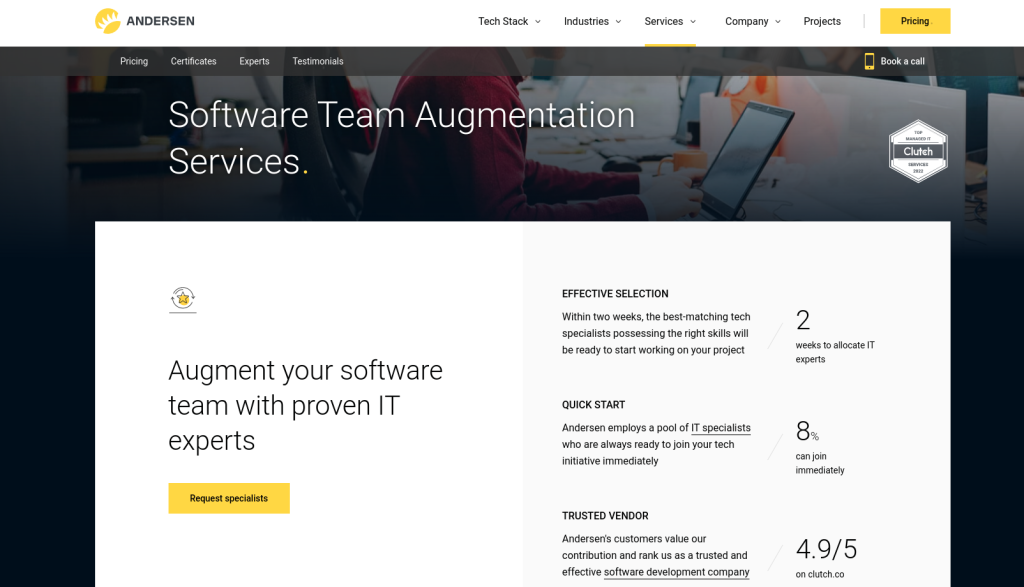 ANDERSEN
Tech Stack Industries Services Company Projects Pricing
Pricing Certificates Experts Testimonials Book a call
Software Team Augmentation
Services.
TOP
MANAGED IT
Clutch
SERVICES
2022
Augment your software
team with proven IT
experts
Request specialists
EFFECTIVE SELECTION
Within two weeks, the best-matching tech
specialists possessing the right skills will
be ready to start working on your project
2
weeks to allocate IT
experts
QUICK START
Andersen employs a pool of IT specialists
who are always ready to join your tech
initiative immediately
8%
can join
immediately
TRUSTED VENDOR
Andersen's customers value our
contribution and rank us as a trusted and
effective software development company
4.9/5
on clutch.co